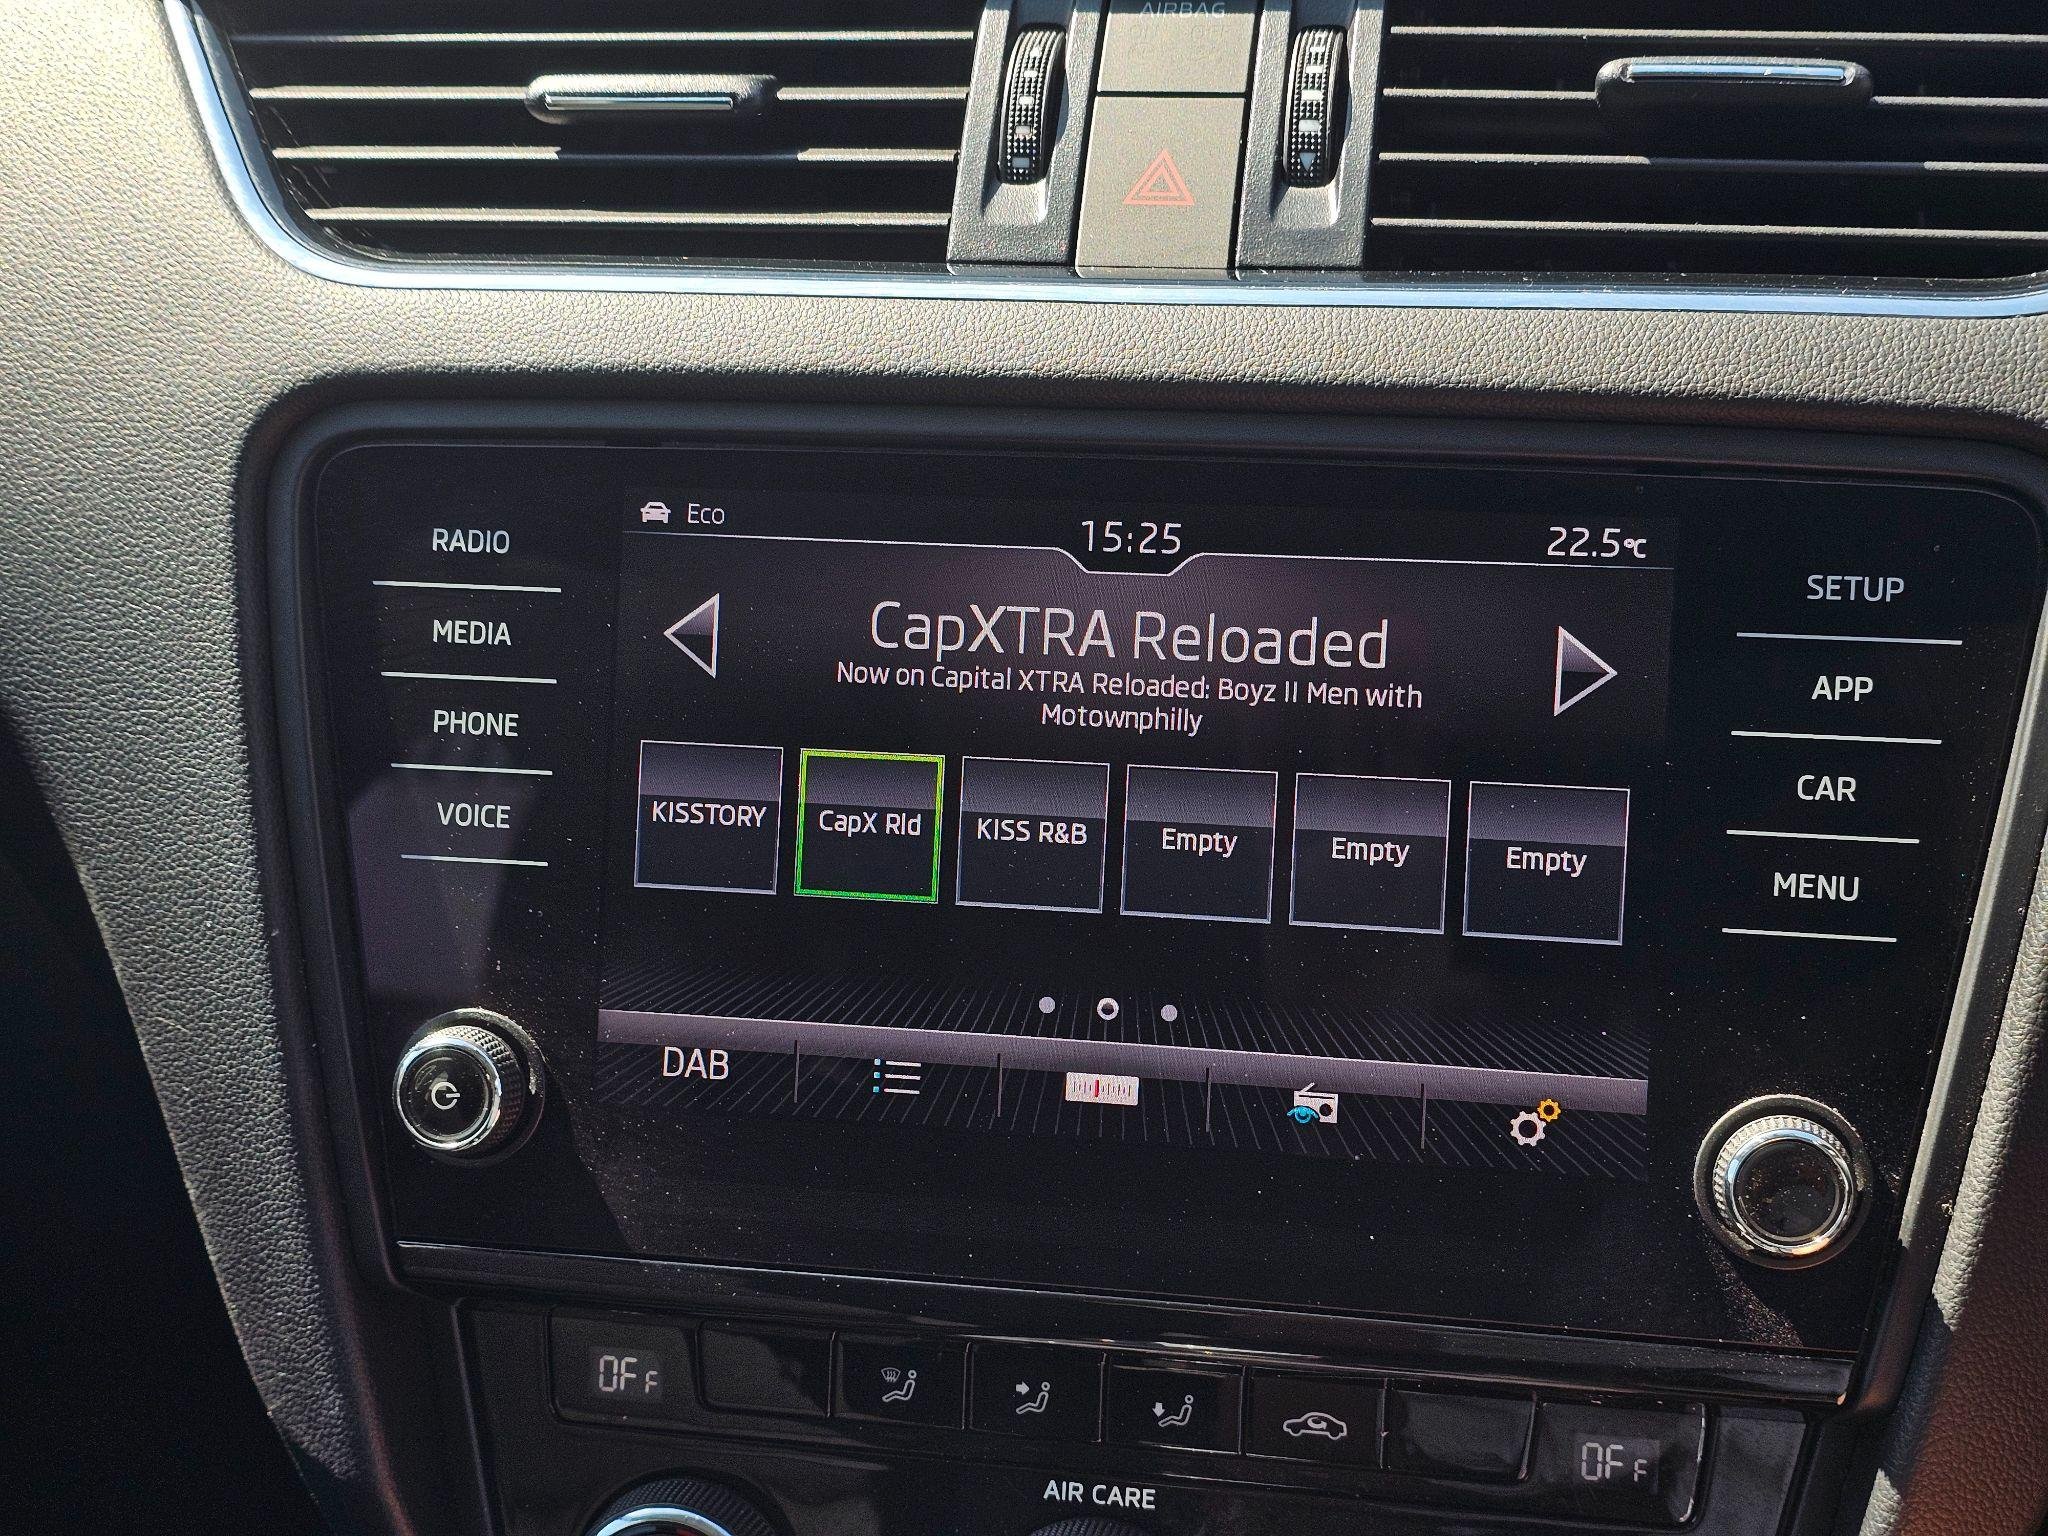 AIRBAG
OFF
Eco
15:25
22.5°C
RADIO
MEDIA
PHONE
VOICE
CapXTRA Reloaded
Now on Capital XTRA Reloaded: Boyz II Men with
Motownphilly
KISSTORY
CapX Rld
KISS R&B
Empty
Empty
Empty
DAB
SETUP
APP
CAR
MENU
OFF
OFF
AIR CARE